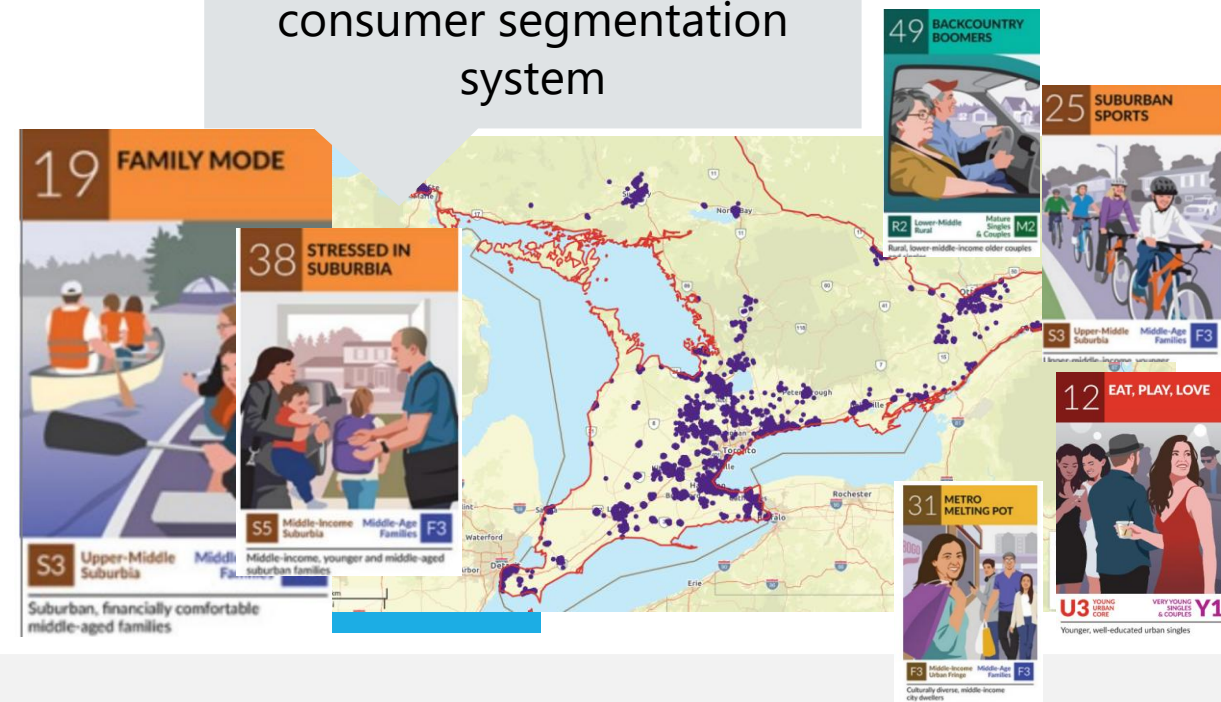 consumer segmentation
system
19 FAMILY MODE
S3 Upper-Middle
Suburbia
Suburban, financially comfortable
middle-aged families
38 STRESSED IN
SUBURBIA
S5 Middle-Income Middle-Age F3
Suburbia Families
Middle-income, younger and middle-aged
suburban families
49 BACKCOUNTRY
BOOMERS
R2 Lower-Middle Mature M2
Rural Singles
& Couples
Rural, lower-middle-income older couples
25 SUBURBAN
SPORTS
S3 Upper-Middle Middle-Age F3
Suburbia Families
12 EAT, PLAY, LOVE
U3 YOUNG VERY YOUNG Y1
URBAN SINGLES
CORE & COUPLES
Younger, well-educated urban singles
31 METRO
MELTING POT
F3 Middle-Income Middle-Age F3
Urban Fringe Families
Culturally diverse, middle-income
city dwellers
Toronto
Rochester
Waterford
Erie